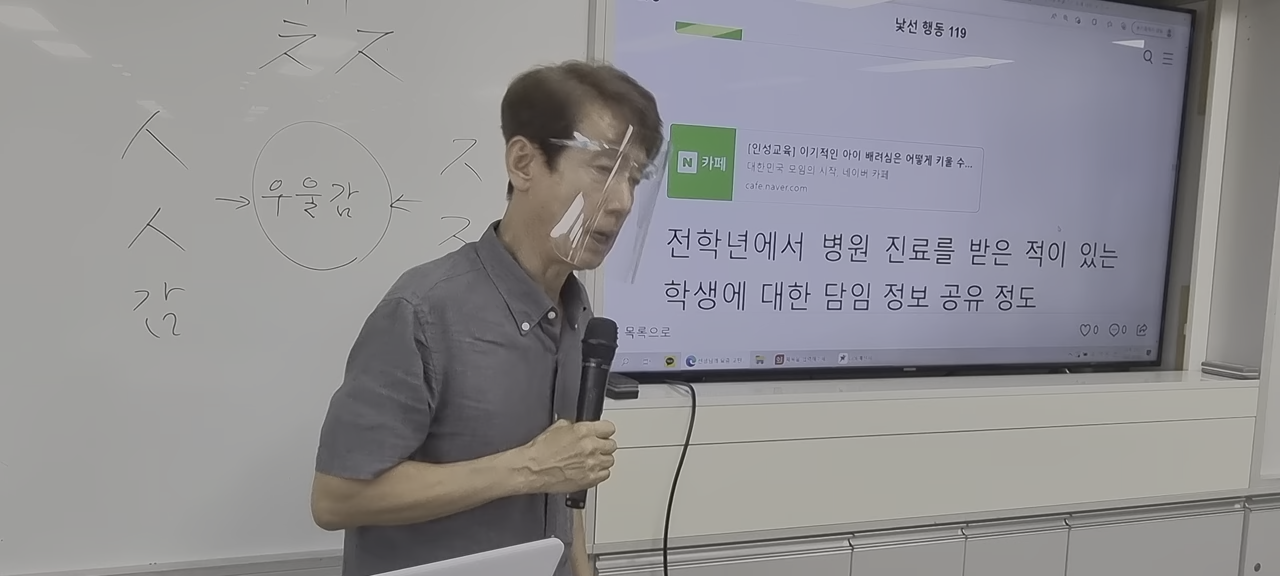 ㅊ ㅈ
ㅅ
ㅈ
우울감
ㅅ
ㅈ
감
낯선 행동 119
N 카페
[인성교육] 이기적인 아이 배려심은 어떻게 키울 수...
대한민국 모임의 시작 네이버 카페
cafe.naver.com
전학년에서 병원 진료를 받은 적이 있는
학생에 대한 담임 정보 공유 정도
목록으로
0
0